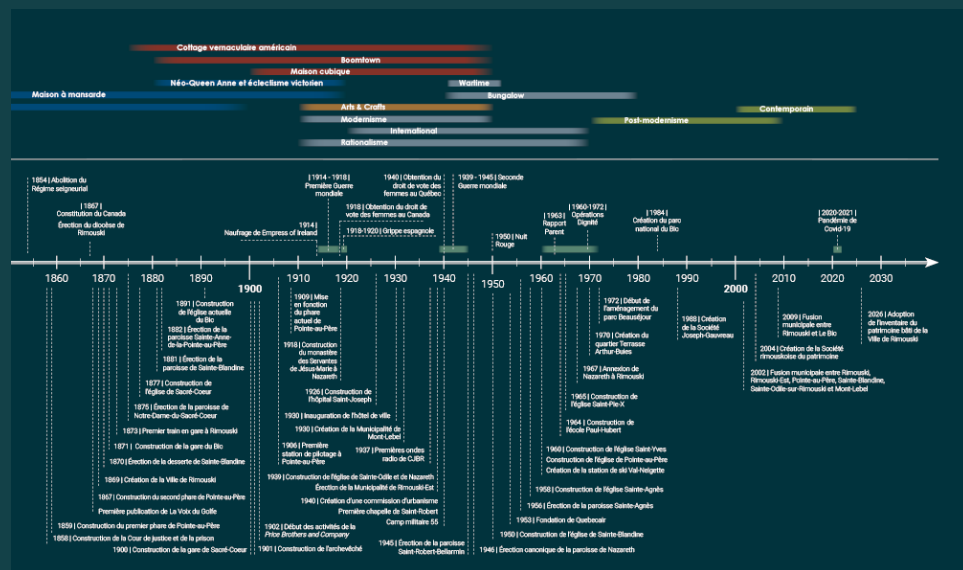 Cottage vernaculaire américain
Boomtown
Maison cubique
Néo-Queen Anne et éclectisme victorien
Wartime
Maison à mansarde
Bungalow
Arts & Crafts
Contemporain
Modernisme
Post-modernisme
International
Rationalisme
1854 | Abolition du
Régime seigneurial
| 1867 |
Constitution du Canada
Érection du diocèse de
Rimouski
| 1914 - 1918 |
Première Guerre
mondiale
1918 | Obtention du droit de
vote des femmes au Canada
1914 |
Naufrage de Empress of Ireland
1918-1920 | Grippe espagnole
1940 | Obtention du
droit de vote des
femmes au Québec
1939 - 1945 | Seconde
Guerre mondiale
1950 | Nuit
Rouge
| 1963 |
Rapport
Parent
| 1960-1972 |
Opérations
Dignité
| 1984 |
Création du parc
national du Bic
| 2020-2021 |
Pandémie de
Covid-19
1860
1870
1880
1890
1900
1910
1920
1930
1940
1950
1960
1970
1980
1990
2000
2010
2020
2030
1891 | Construction
de l'église actuelle
du Bic
1882 | Érection de la
paroisse Sainte-Anne-
de-la-Pointe-au-Père
1881 | Érection de la
paroisse de Sainte-Blandine
1877 | Construction de
l'église de Sacré-Coeur
1875 | Érection de la paroisse de
Notre-Dame-du-Sacré-Coeur
1873 | Premier train en gare à Rimouski
1871 | Construction de la gare du Bic
1870 | Érection de la desserte de Sainte-Blandine
1869 | Création de la Ville de Rimouski
1867 | Construction du second phare de Pointe-au-Père
Première publication de La Voix du Golfe
1859 | Construction du premier phare de Pointe-au-Père
1858 | Construction de la Cour de justice et de la prison
1900 | Construction de la gare de Sacré-Coeur
1909 | Mise
en fonction
du phare
actuel de
Pointe-au-Père
1918 | Construction
du monastère
des Servantes
de Jésus-Marie à
Nazareth
1926 | Construction de
l'hôpital Saint-Joseph
1930 | Inauguration de l'hôtel de ville
1930 | Création de la Municipalité de
Mont-Lebel
1906 | Première
station de pilotage à
Pointe-au-Père
1937 | Premières ondes
radio de CJBR
1939 | Construction de l'église de Sainte-Odile et de Nazareth
Érection de la Municipalité de Rimouski-Est
1940 | Création d'une commission d'urbanisme
Première chapelle de Saint-Robert
Camp militaire 55
1902 | Début des activités de la
Price Brothers and Company
1901 | Construction de l'archevêché
1945 | Érection de la paroisse
Saint-Robert-Bellarmin
1946 | Érection canonique de la paroisse de Nazareth
1950 | Construction de l'église de Sainte-Blandine
1953 | Fondation de Quebecair
1956 | Érection de la paroisse Sainte-Agnès
1958 | Construction de l'église Sainte-Agnès
1960 | Construction de l'église Saint-Yves
Construction de l'église de Pointe-au-Père
Création de la station de ski Val-Neigette
1964 | Construction de
l'école Paul-Hubert
1965 | Construction de
l'église Saint-Pie-X
1967 | Annexion de
Nazareth à Rimouski
1970 | Création du
quartier Terrasse
Arthur-Buies
1972 | Début de
l'aménagement du
parc Beauséjour
1988 | Création
de la Société
Joseph-Gauvreau
2009 | Fusion
municipale entre
Rimouski et Le Bic
2004 | Création de la Société
rimouskoise du patrimoine
2002 | Fusion municipale entre Rimouski,
Rimouski-Est, Pointe-au-Père, Sainte-Blandine,
Sainte-Odile-sur-Rimouski et Mont-Lebel
2026 | Adoption de
l'inventaire du
patrimoine bâti de la
Ville de Rimouski